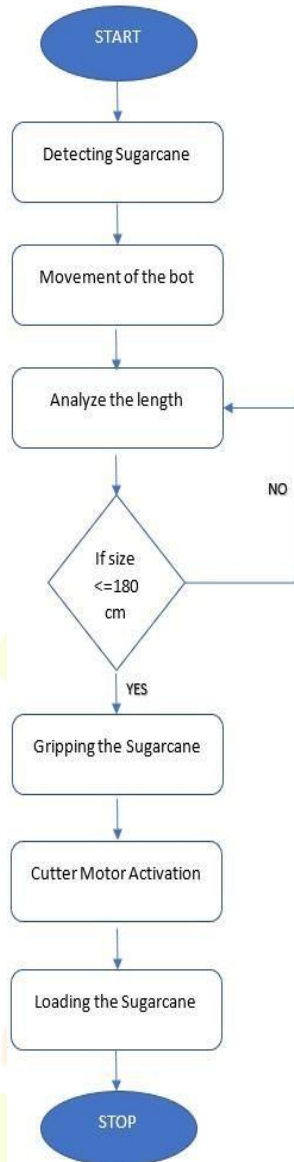 START
Detecting Sugarcane
Movement of the bot
Analyze the length
NO
If size
<=180
cm
YES
Gripping the Sugarcane
Cutter Motor Activation
Loading the Sugarcane
STOP